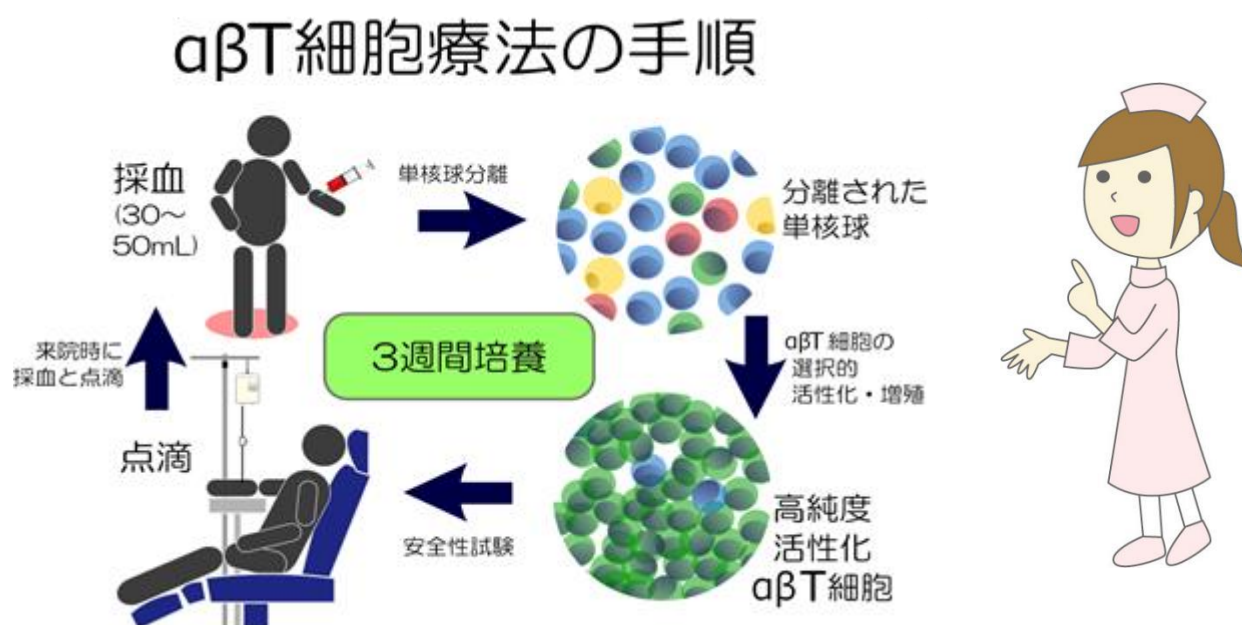 αβT細胞療法の手順
採血
(30～
50mL)
単核球分離
分離された
単核球
αβT細胞の
選択的
活性化・増殖
3週間培養
高純度
活性化
αβT細胞
安全性試験
点滴
来院時に
採血と点滴